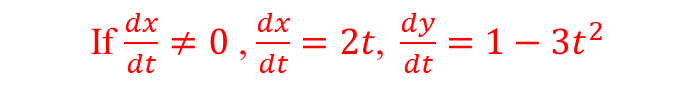 If dx/dt ≠ 0 , dx/dt = 2t, dy/dt = 1 − 3t²